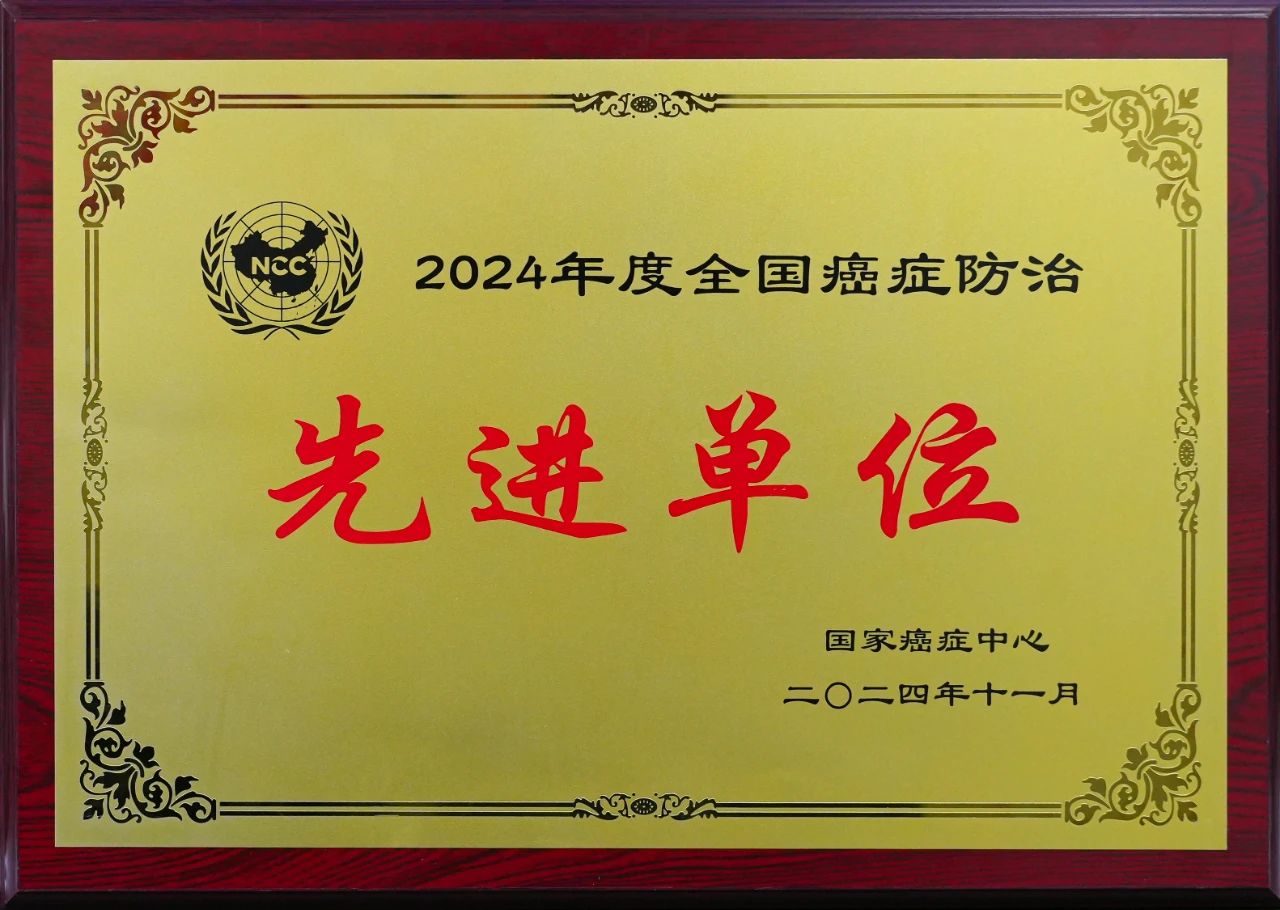 NCC
2024年度全国癌症防治
先进单位
国家癌症中心
二〇二四年十一月